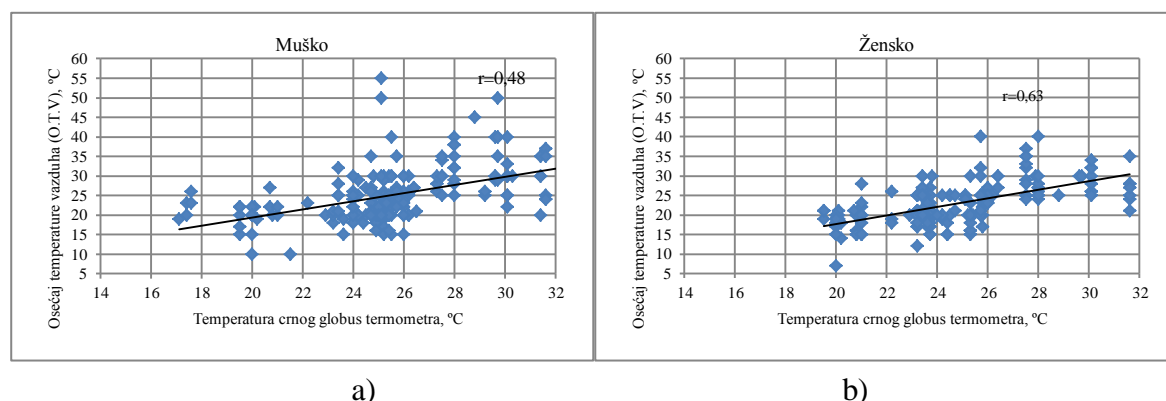 Muško
r=0,48
Osećaj temperature vazduha (O.T.V), ºC
60
55
50
45
40
35
30
25
20
15
10
5
14 16 18 20 22 24 26 28 30 32
Temperatura crnog globus termometra, ºC
a)
Žensko
r=0,63
Osećaj temperature vazduha (O.T.V), ºC
60
55
50
45
40
35
30
25
20
15
10
5
14 16 18 20 22 24 26 28 30 32
Temperatura crnog globus termometra, ºC
b)